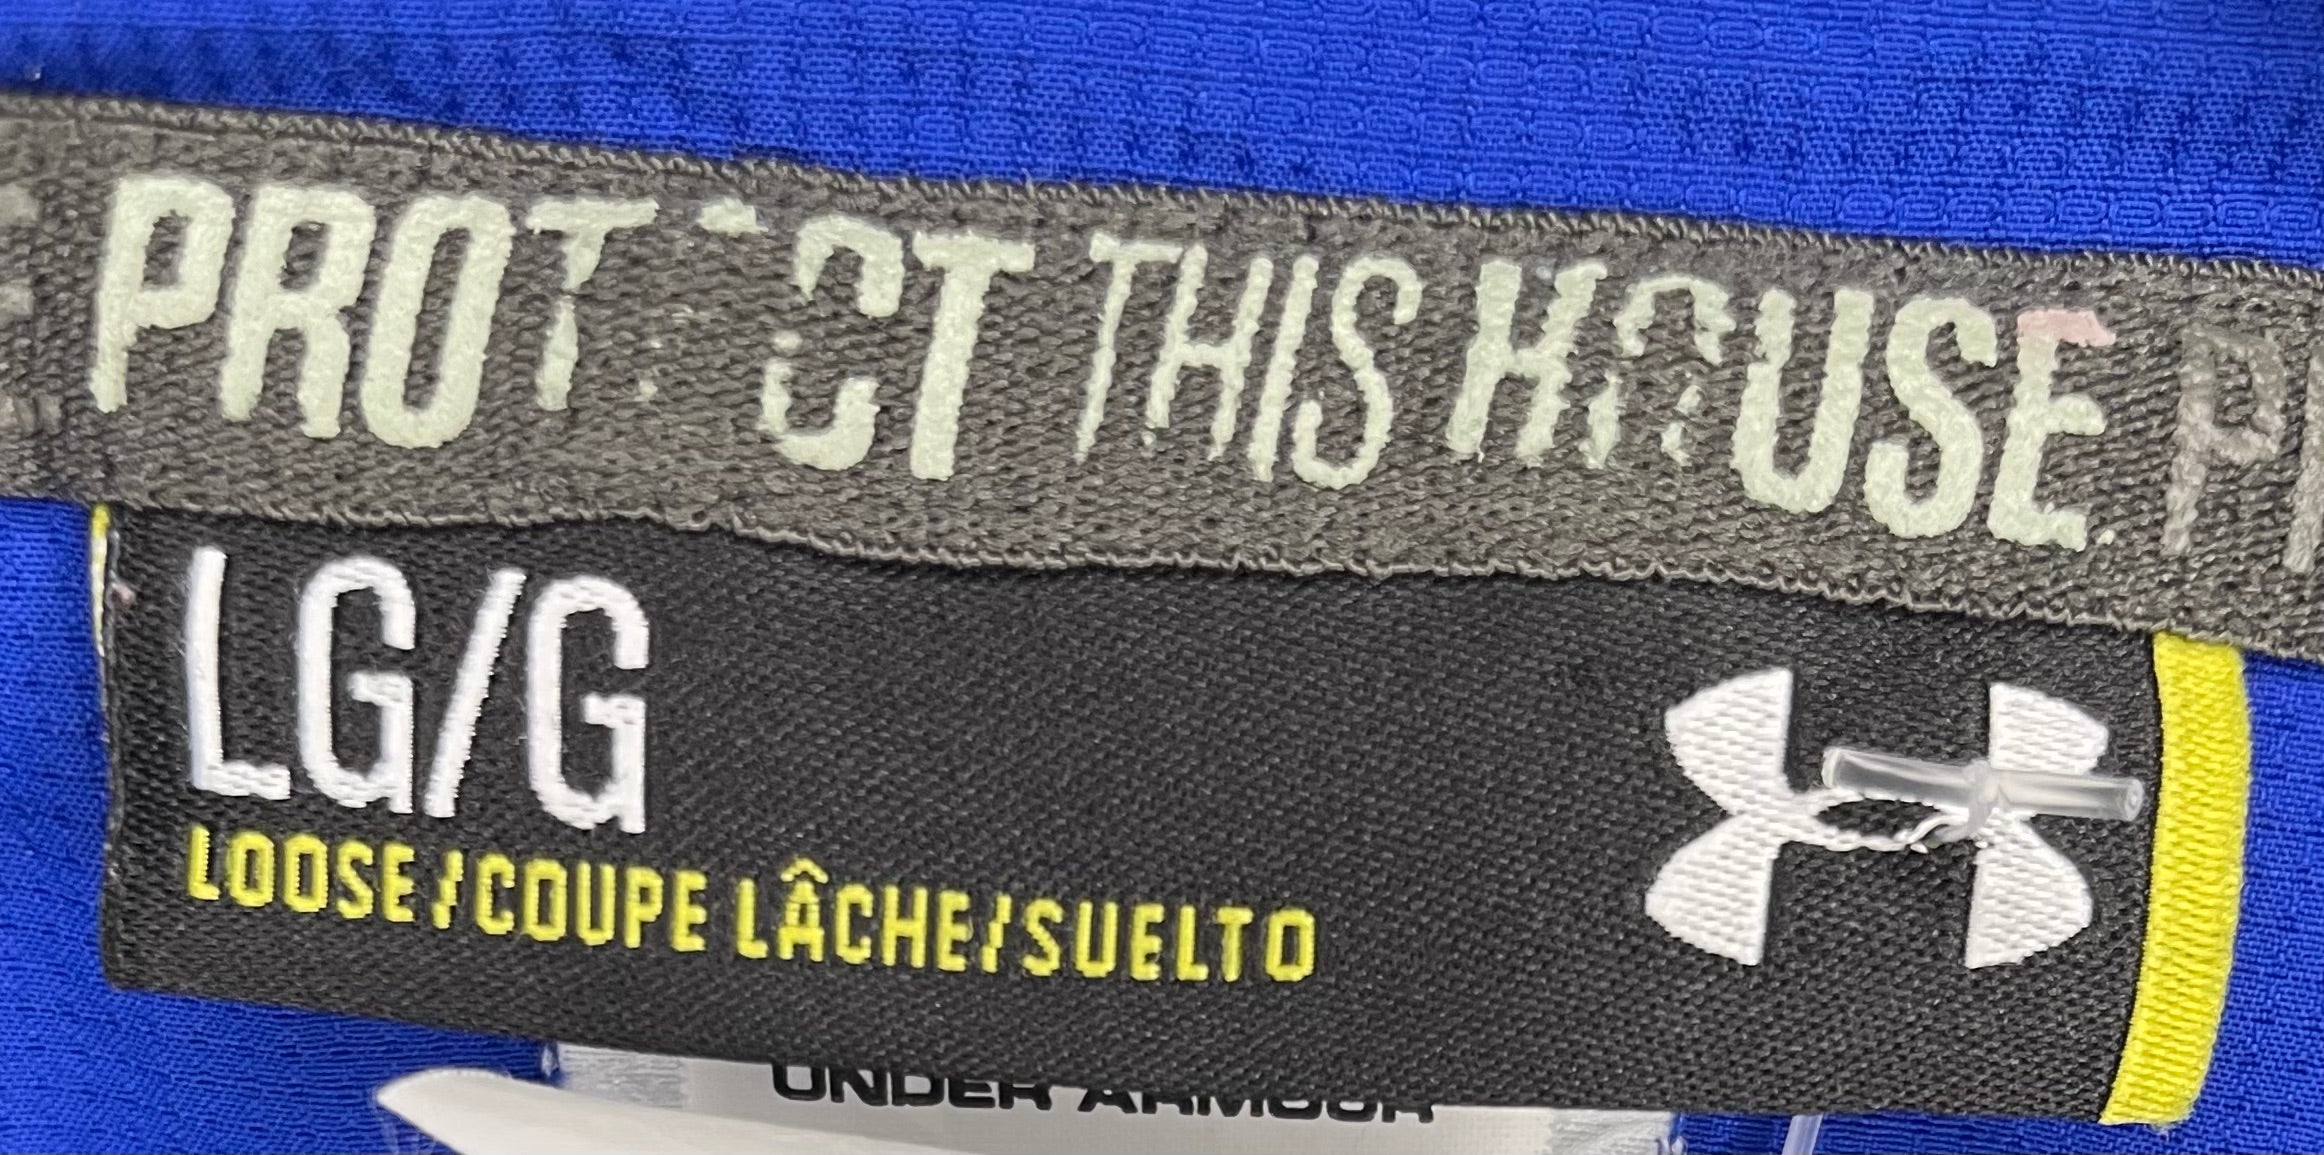 PROTECT THIS HOUSE
LG/G
LOOSE/COUPE LÂCHE/SUELTO
UNDER ARMOUR